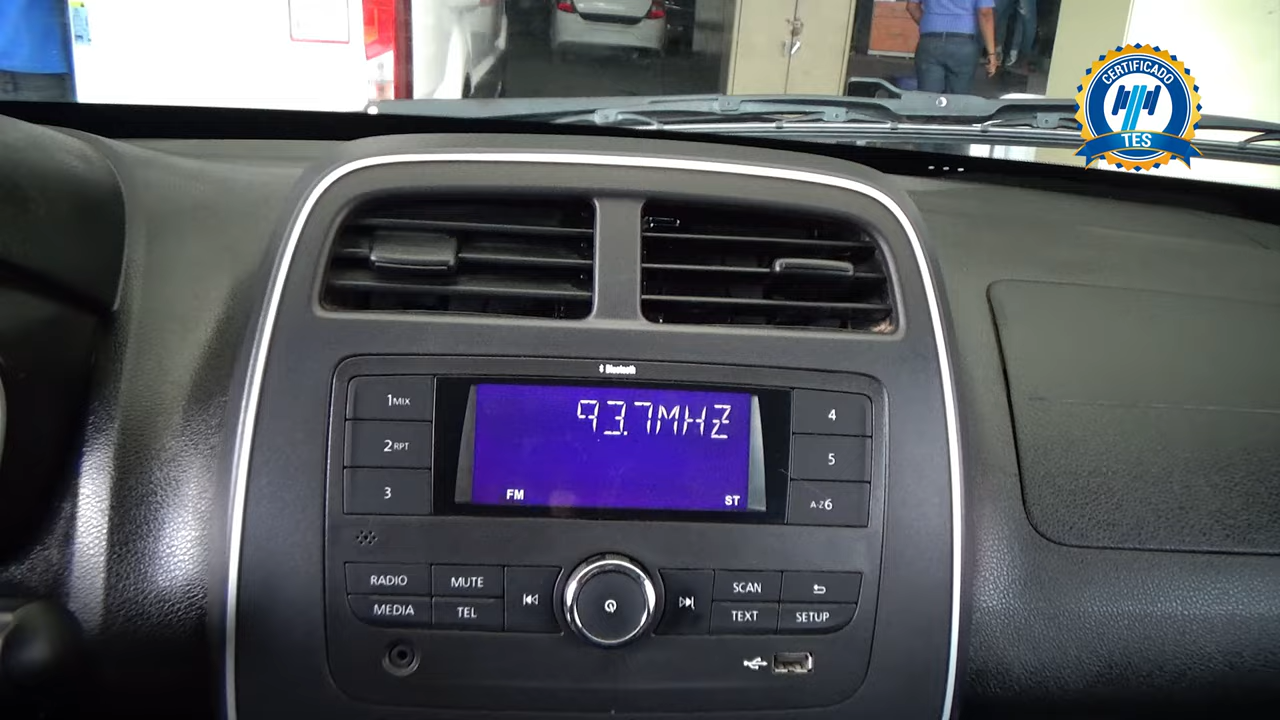 CERTIFICADO
TES
Bluetooth
1MIX
93.7MHZ
4
2RPT
5
3
FM
ST
A-Z6
RADIO
MUTE
SCAN
MEDIA
TEL
TEXT
SETUP